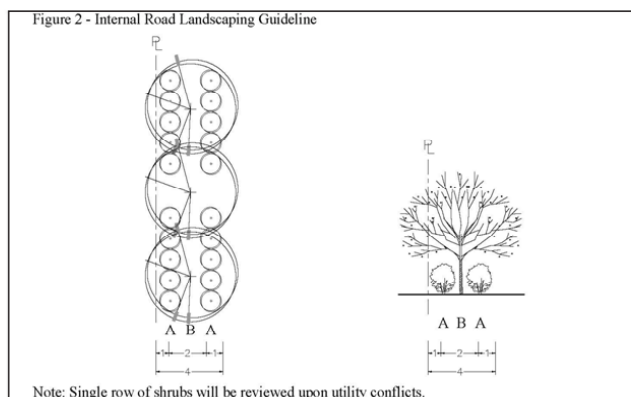 Figure 2 - Internal Road Landscaping Guideline
PL
PL
A B A
A B A
1 2 1
1 2 1
4
4
Note: Single row of shrubs will be reviewed upon utility conflicts.